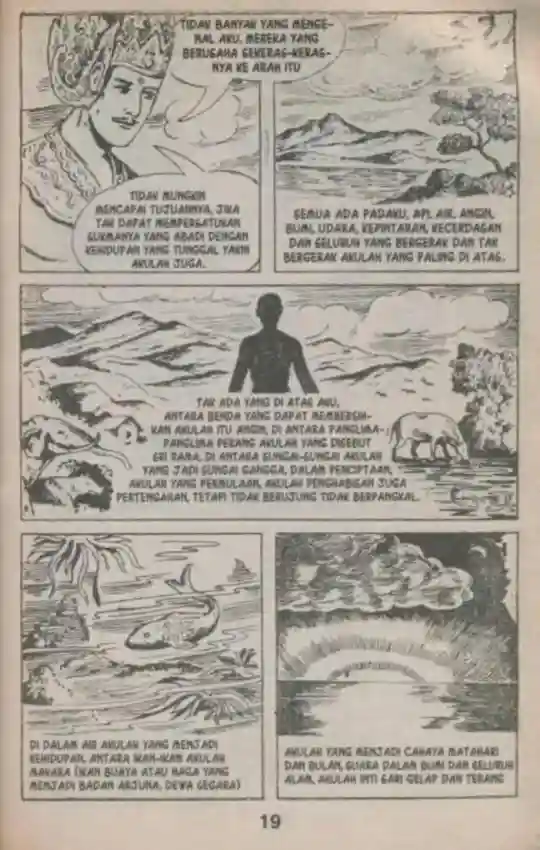 TIDAK BANYAK YANG MENGE-
NAL AKU, MEREKA YANG
BERUSAHA SEKERAS-KERAS-
NYA KE ARAH ITU
TIDAK MUNGKIN
MENCAPAI TUJUANNYA, JIKA
TAK DAPAT MEMPERSATUKAN
SUKMANYA YANG ABADI DENGAN
KEHIDUPAN YANG TUNGGAL YAKNI
AKULAH JUGA.
SEMUA ADA PADAKU, API, AIR, ANGIN,
BUMI, UDARA, KEPINTARAN, KECERDASAN
DAN SELURUH YANG BERGERAK DAN TAK
BERGERAK AKULAH YANG PALING DI ATAS.
TAK ADA YANG DI ATAS AKU,
ANTARA BENDA YANG DAPAT MEMBERSIH-
KAN AKULAH ITU ANGIN, DI ANTARA PANGLIMA-
PANGLIMA PERANG AKULAH YANG DISEBUT
SRI RAMA, DI ANTARA SUNGAI-SUNGAI AKULAH
YANG JADI SUNGAI GANGGA, DALAM PENCIPTAAN,
AKULAH YANG PERMULAAN, AKULAH PENGHABISAN JUGA
PERTENGAHAN, TETAPI TIDAK BERUJUNG TIDAK BERPANGKAL.
DI DALAM AIR AKULAH YANG MENJADI
KEHIDUPAN, ANTARA IKAN-IKAN AKULAH
MAKARA (IKAN BUAYA ATAU NAGA YANG
MENJADI BADAN ARJUNA, DEWA SEGARA)
AKULAH YANG MENJADI CAHAYA MATAHARI
DAN BULAN, SUARA DALAM BUMI DAN SELURUH
ALAM, AKULAH INTI SARI GELAP DAN TERANG
19